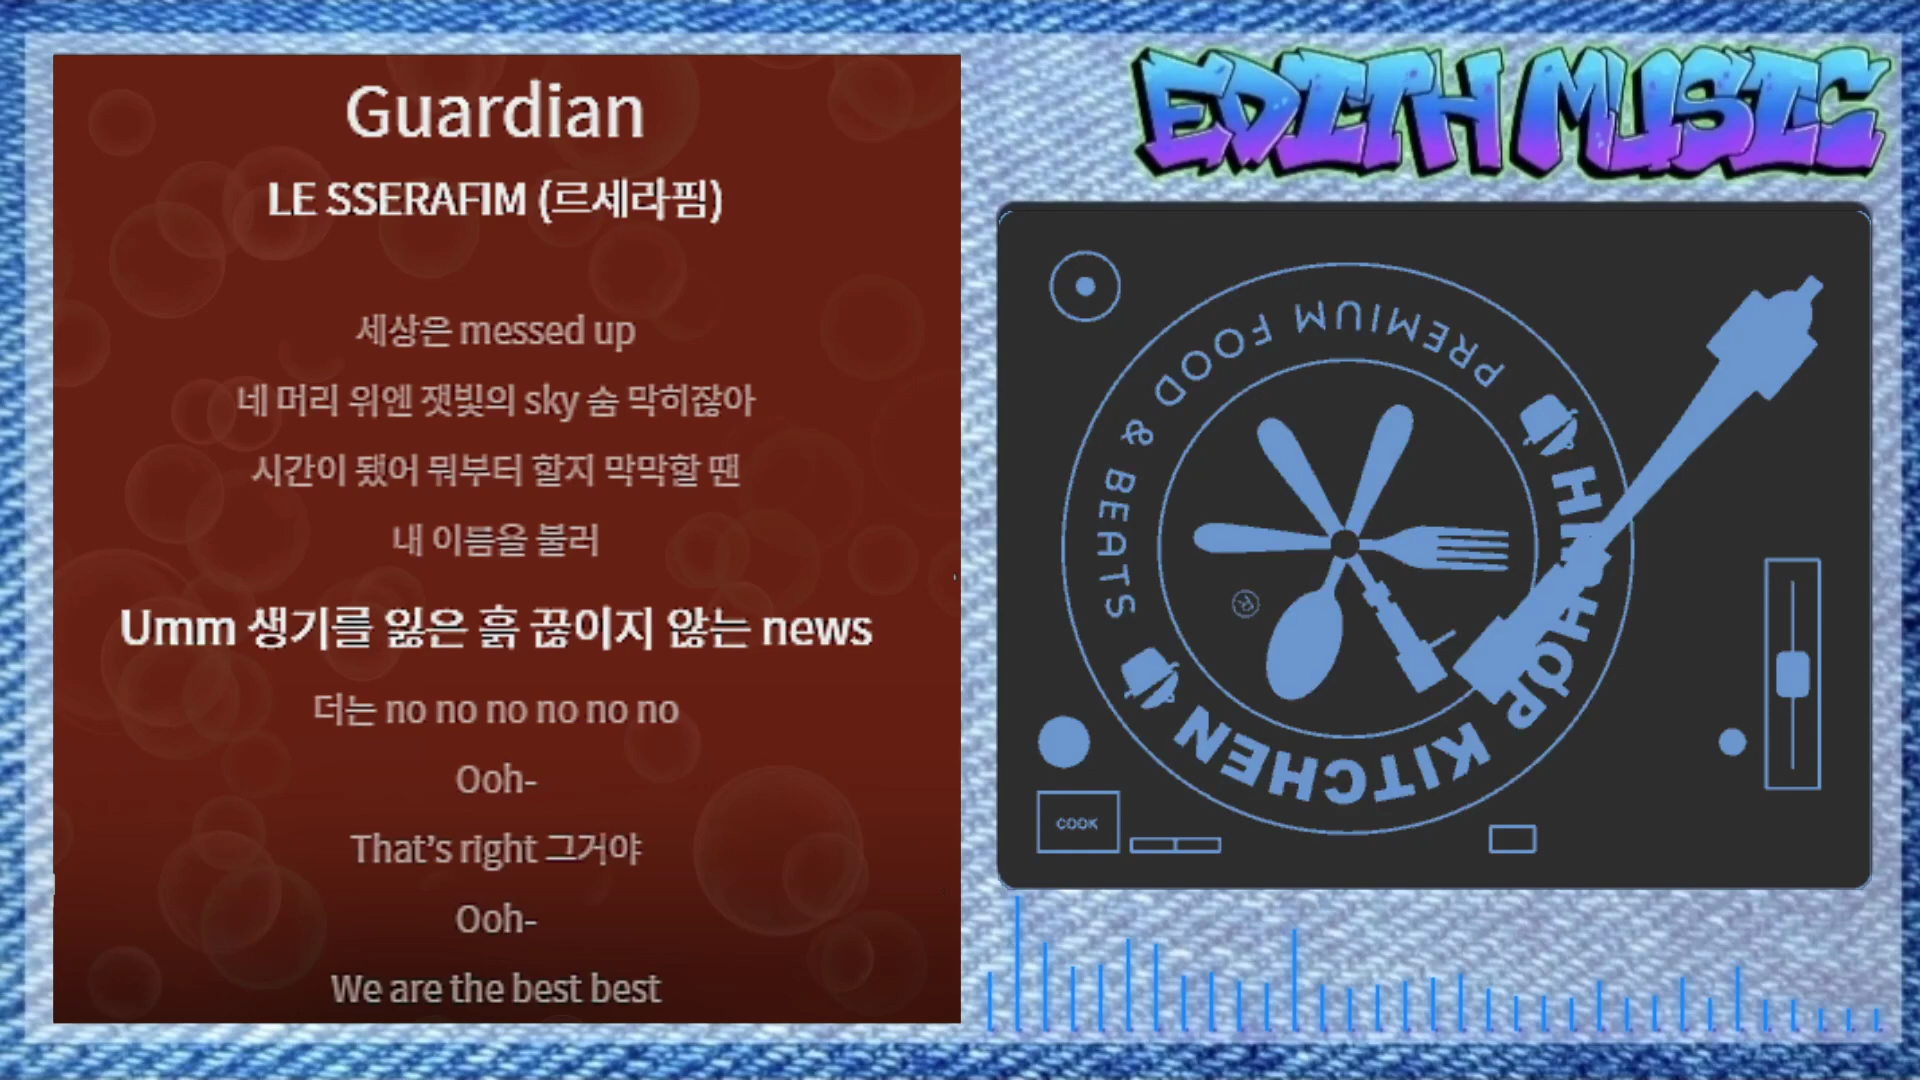 Guardian
LE SSERAFIM (르세라핌)
세상은 messed up
네 머리 위엔 잿빛의 sky 숨 막히잖아
시간이 됐어 뭐부터 할지 막막할 땐
내 이름을 불러
Umm 생기를 잃은 흙 끊이지 않는 news
더는 no no no no no no
Ooh-
That’s right 그거야
Ooh-
We are the best best
EDITH MUSIC
PREMIUM FOOD & BEATS
HIP HOP KITCHEN
®
COOK